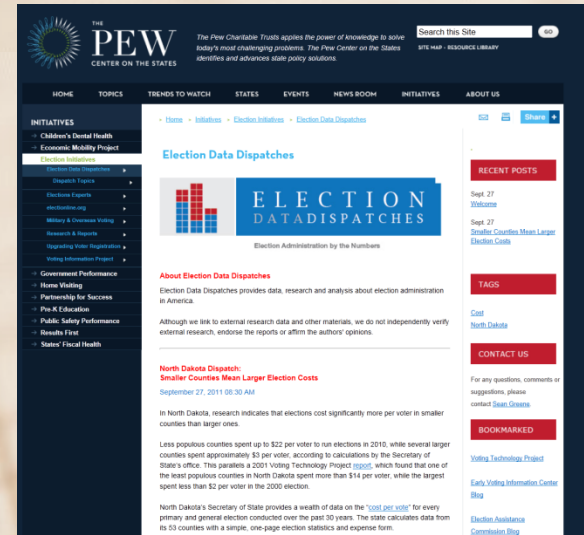 THE
PEW
CENTER ON THE STATES
The Pew Charitable Trusts applies the power of knowledge to solve
today's most challenging problems. The Pew Center on the States
identifies and advances state policy solutions.
Search this Site
GO
SITE MAP - RESOURCE LIBRARY
HOME TOPICS TRENDS TO WATCH STATES EVENTS NEWS ROOM INITIATIVES ABOUT US
INITIATIVES
Children's Dental Health
Economic Mobility Project
Election Initiatives
Election Data Dispatches
Dispatch Topics
Elections Experts
electionline.org
Military & Overseas Voting
Research & Reports
Upgrading Voter Registration
Voting Information Project
Government Performance
Home Visiting
Partnership for Success
Pre-K Education
Public Safety Performance
Results First
States' Fiscal Health
Home Initiatives Election Initiatives Election Data Dispatches
Share +
Election Data Dispatches
ELECTION
DATADISPATCHES
Election Administration by the Numbers
About Election Data Dispatches
Election Data Dispatches provides data, research and analysis about election administration
in America.
Although we link to external research data and other materials, we do not independently verify
external research, endorse the reports or affirm the authors' opinions.
North Dakota Dispatch:
Smaller Counties Mean Larger Election Costs
September 27, 2011 08:30 AM
In North Dakota, research indicates that elections cost significantly more per voter in smaller
counties than larger ones.
Less populous counties spent up to $22 per voter to run elections in 2010, while several larger
counties spent approximately $3 per voter, according to calculations by the Secretary of
State's office. This parallels a 2001 Voting Technology Project report, which found that one of
the least populous counties in North Dakota spent more than $14 per voter, while the largest
spent less than $2 per voter in the 2000 election.
North Dakota's Secretary of State provides a wealth of data on the "cost per vote" for every
primary and general election conducted over the past 30 years. The state calculates data from
its 53 counties with a simple, one-page election statistics and expense form.
RECENT POSTS
Sept. 27
Welcome
Sept. 27
Smaller Counties Mean Larger
Election Costs
TAGS
Cost
North Dakota
CONTACT US
For any questions, comments or
suggestions, please
contact Sean Greene.
BOOKMARKED
Voting Technology Project
Early Voting Information Center
Blog
Election Assistance
Commission Blog